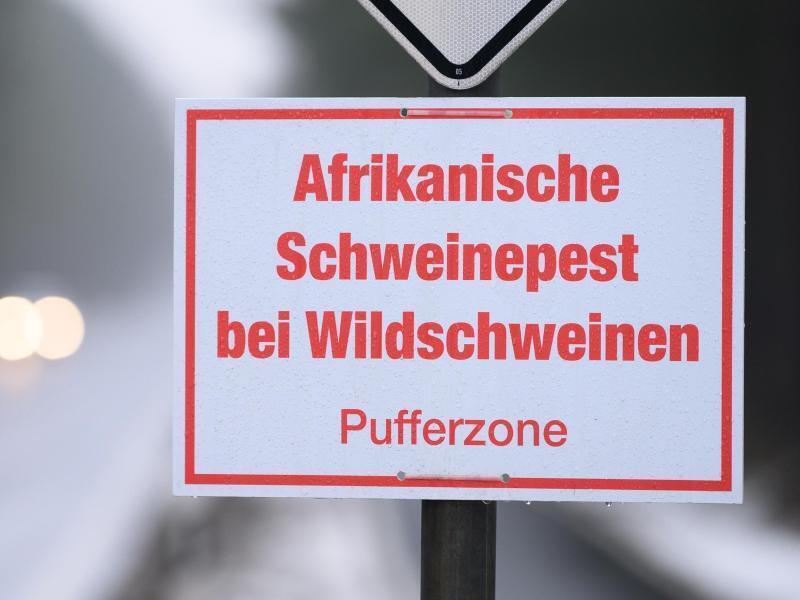 Afrikanische
Schweinepest
bei Wildschweinen
Pufferzone